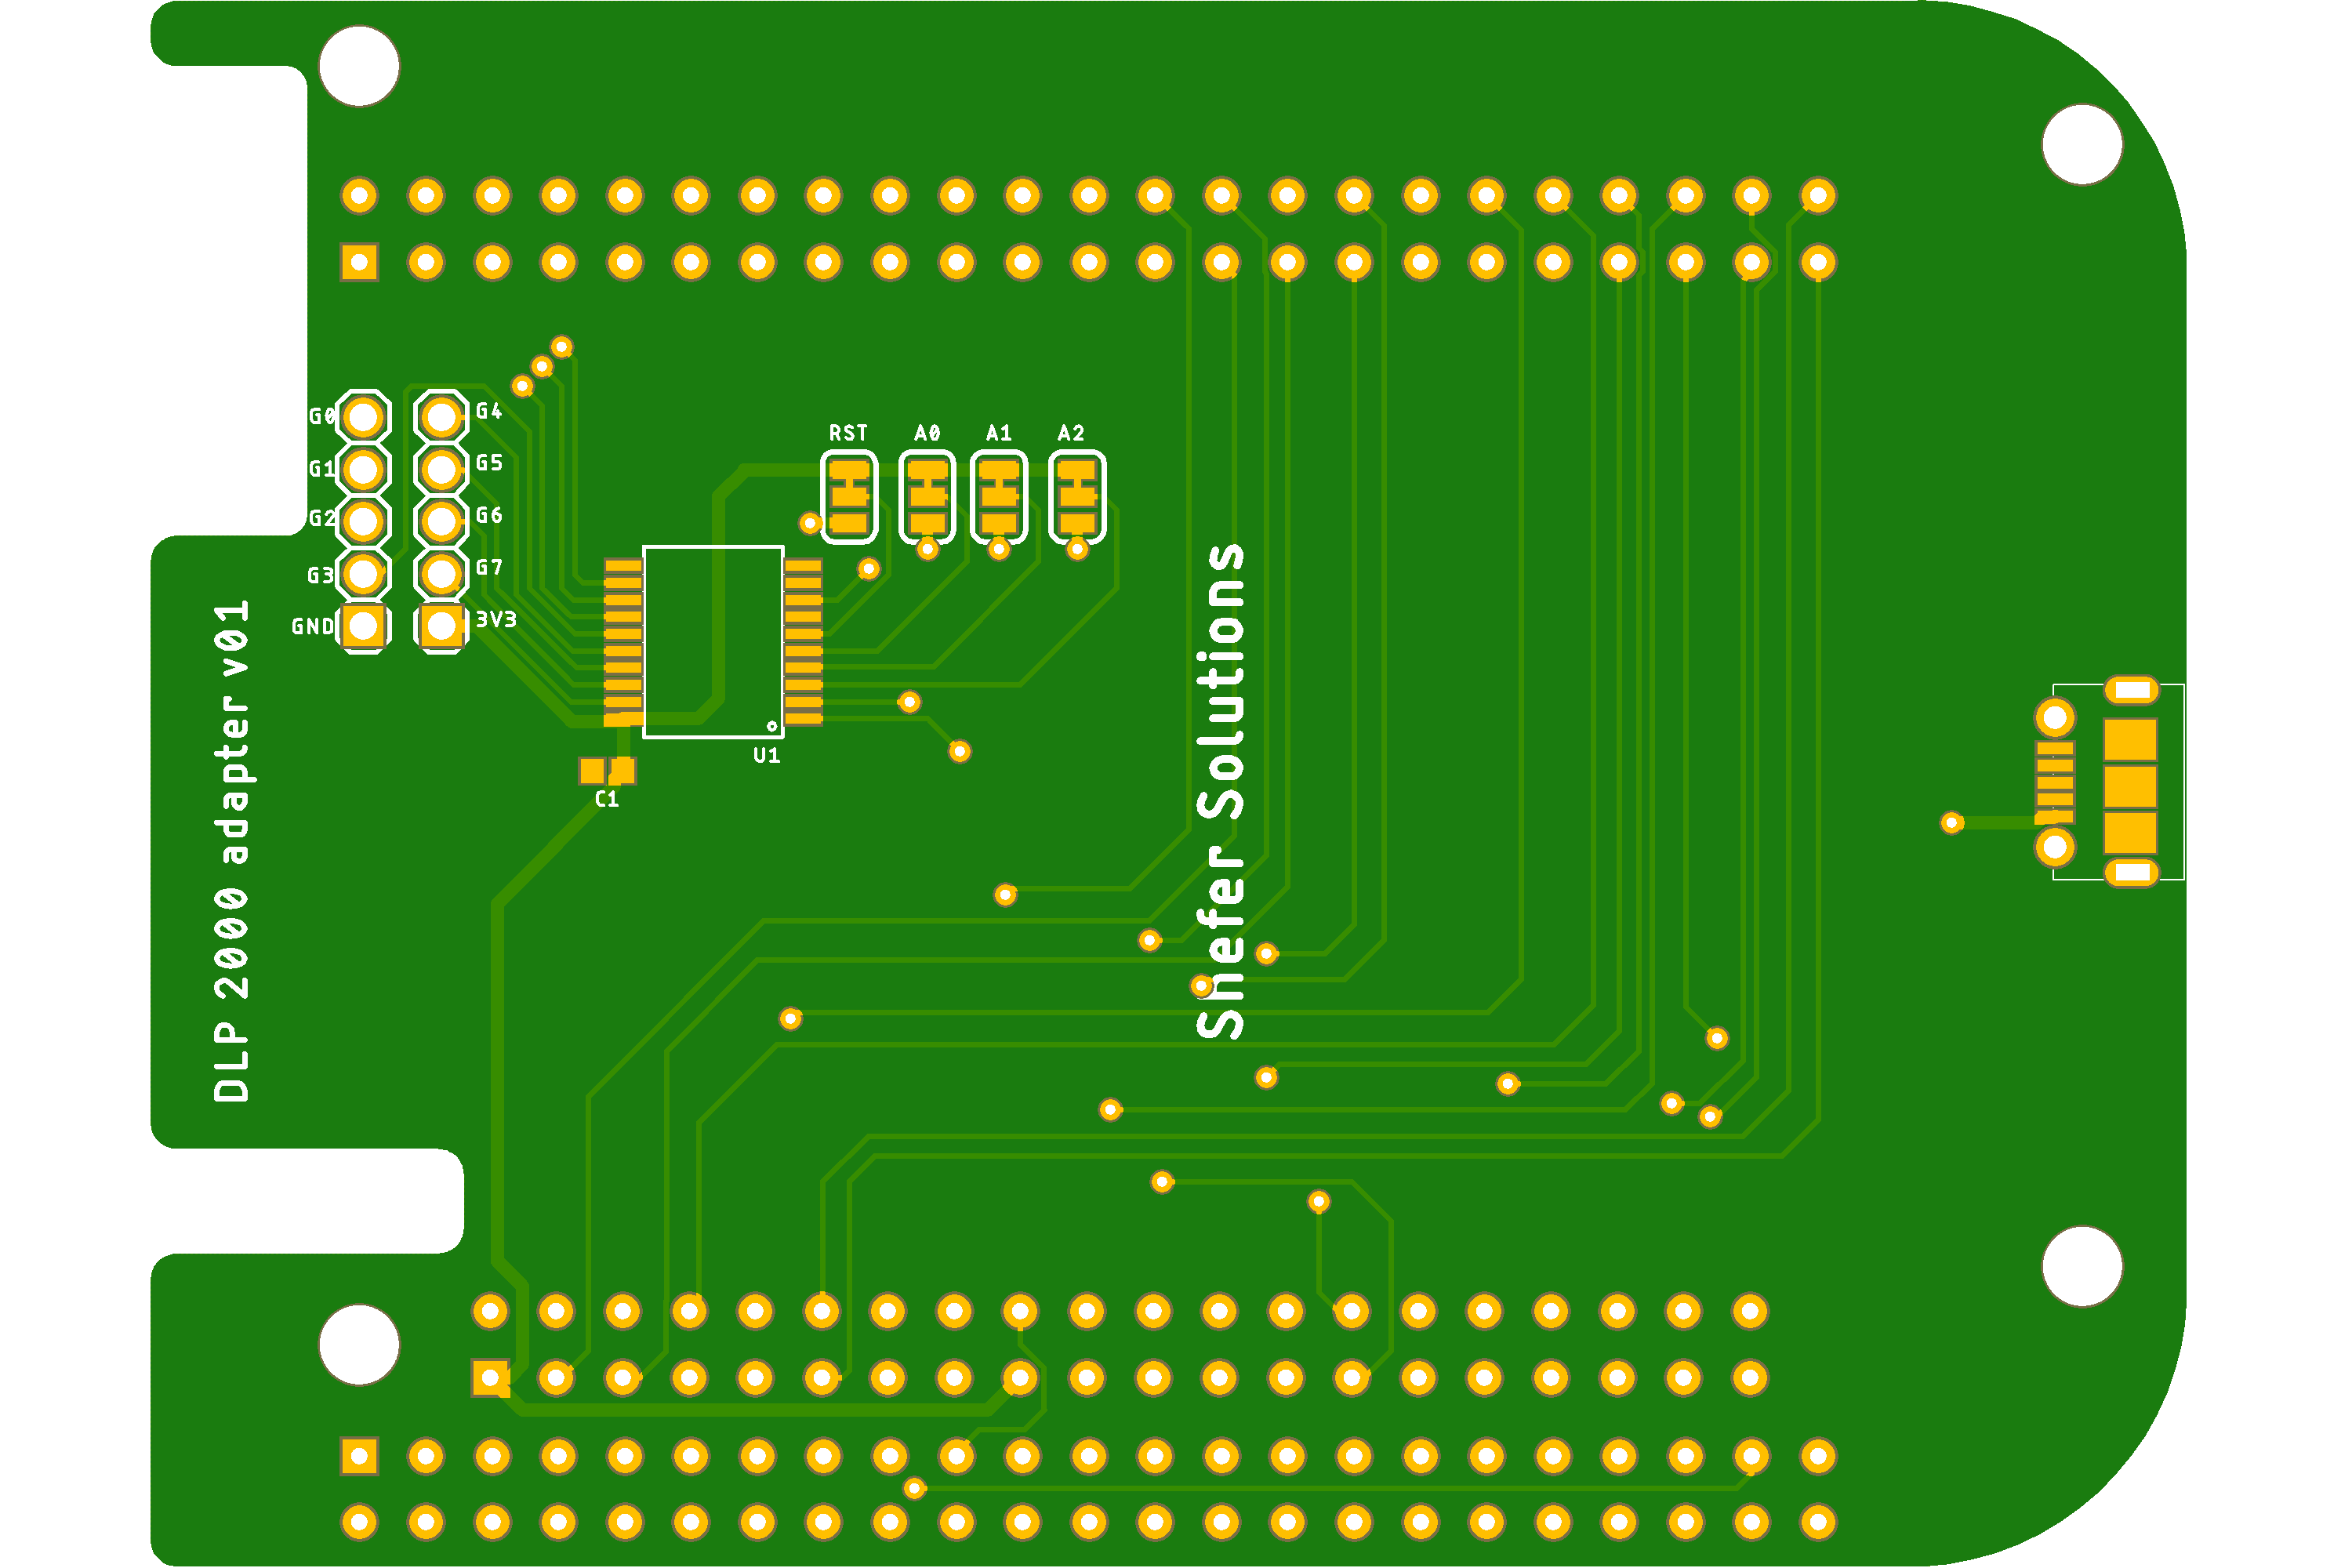 G0
G4
RST
A0
A1
A2
G1
G5
G2
G6
G3
G7
GND
3V3
U1
C1
DLP 2000 adapter v01
Shefer Solutions